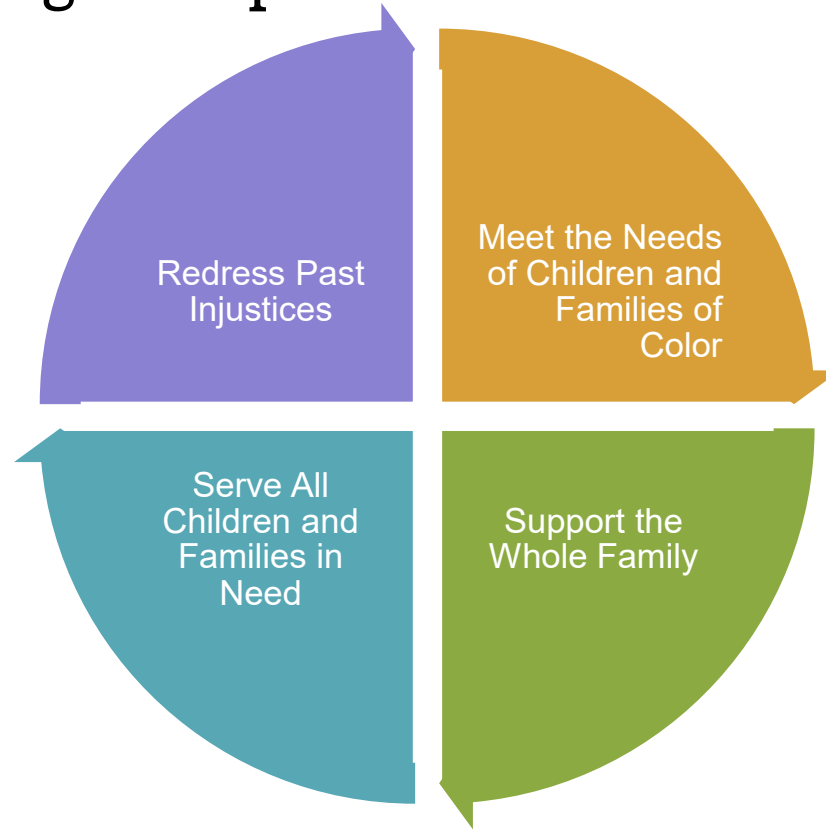 Redress Past
Injustices
Meet the Needs
of Children and
Families of
Color
Serve All
Children and
Families in
Need
Support the
Whole Family